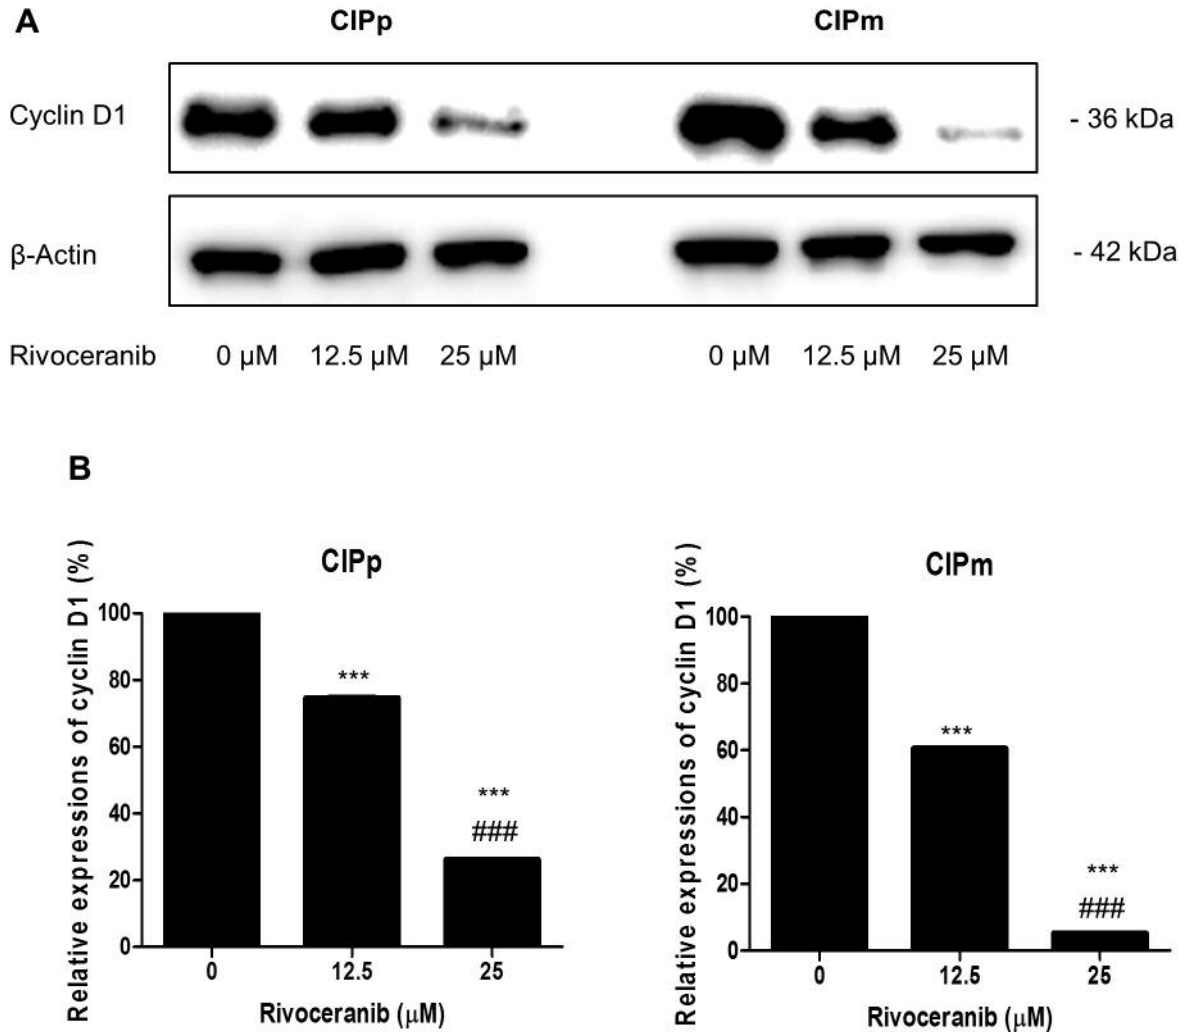 A
CIPp CIPm
Cyclin D1 - 36 kDa
β-Actin - 42 kDa
Rivoceranib 0 µM 12.5 µM 25 µM 0 µM 12.5 µM 25 µM
B
CIPp
Relative expressions of cyclin D1 (%)
100
80
60
40
20
0
***
***
###
0 12.5 25
Rivoceranib (µM)
CIPm
Relative expressions of cyclin D1 (%)
100
80
60
40
20
0
***
***
###
0 12.5 25
Rivoceranib (µM)